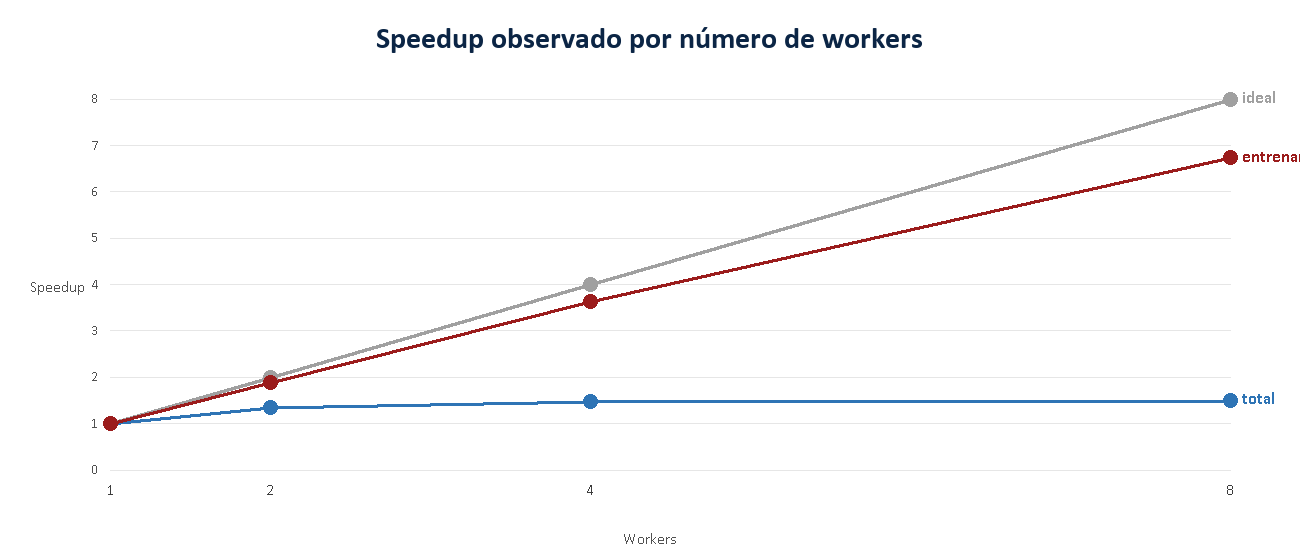 Speedup observado por número de workers
8
ideal
7
entrena
6
5
Speedup
4
3
2
total
1
0
1 2 4 8
Workers